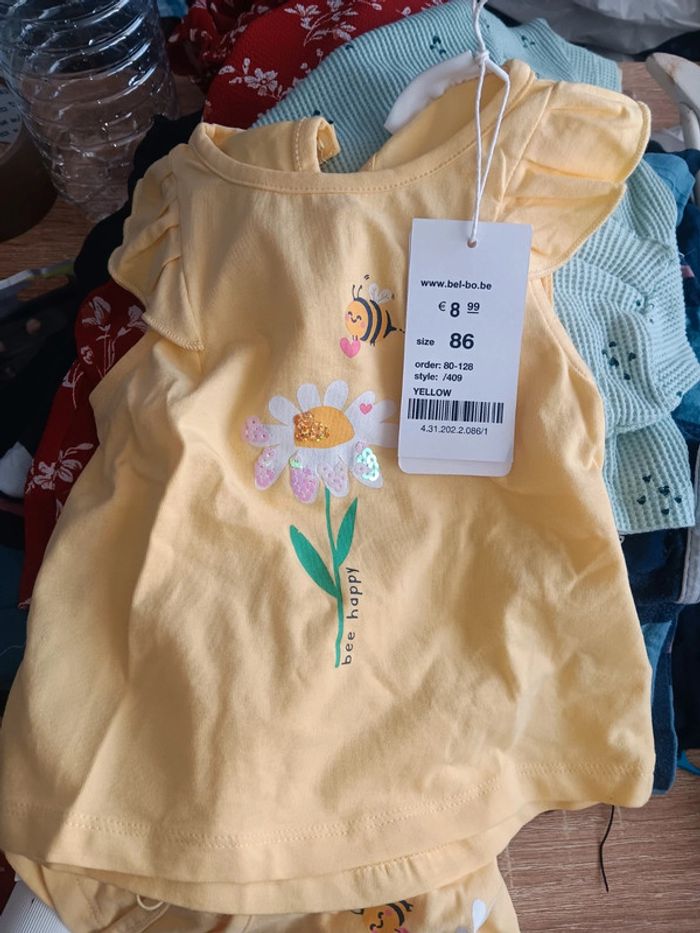 www.bel-bo.be
€ 8 99
size 86
order: 80-128
style: /409
YELLOW
4.31.202.2.086/1
bee happy